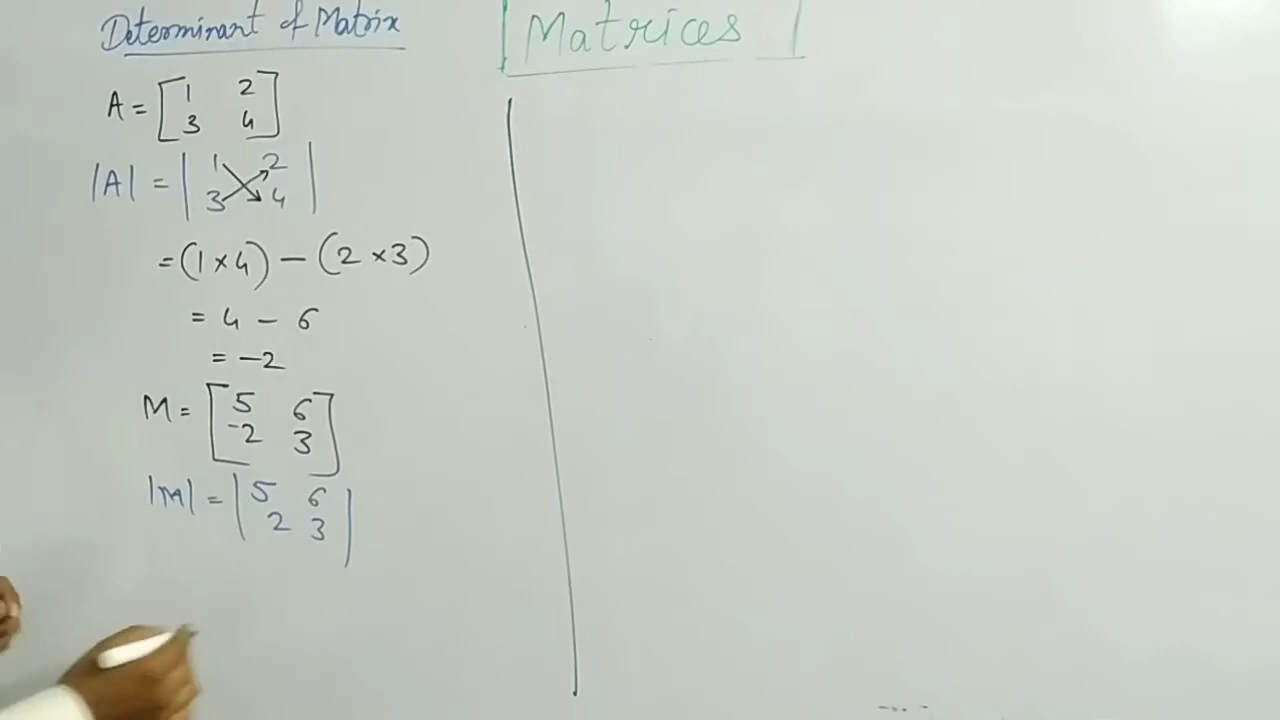 Determinant of Matrix
Matrices
A = [1 2
3 4]
|A| = |1 2
3 4|
= (1 × 4) − (2 × 3)
= 4 − 6
= −2
M = [5 6
-2 3]
|M| = |5 6
2 3|